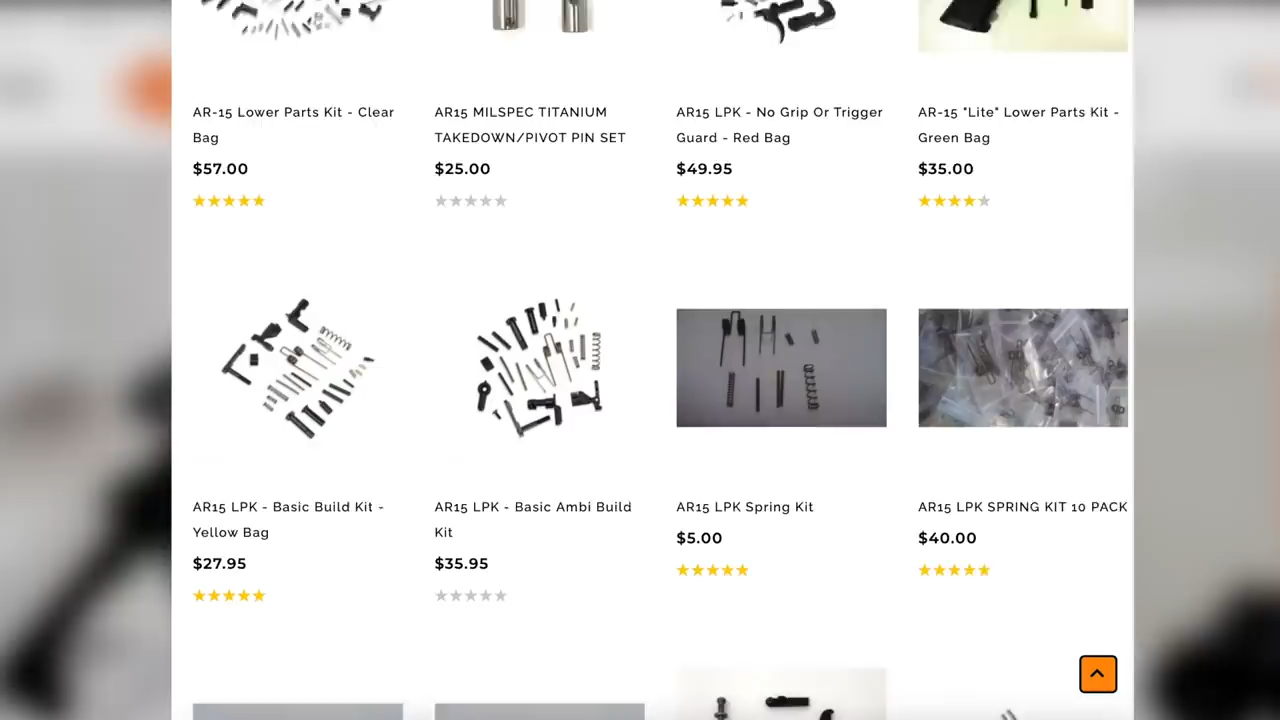 AR-15 Lower Parts Kit - Clear
Bag
$57.00
AR15 MILSPEC TITANIUM
TAKEDOWN/PIVOT PIN SET
$25.00
AR15 LPK - No Grip Or Trigger
Guard - Red Bag
$49.95
AR-15 "Lite" Lower Parts Kit -
Green Bag
$35.00
AR15 LPK - Basic Build Kit -
Yellow Bag
$27.95
AR15 LPK - Basic Ambi Build
Kit
$35.95
AR15 LPK Spring Kit
$5.00
AR15 LPK SPRING KIT 10 PACK
$40.00